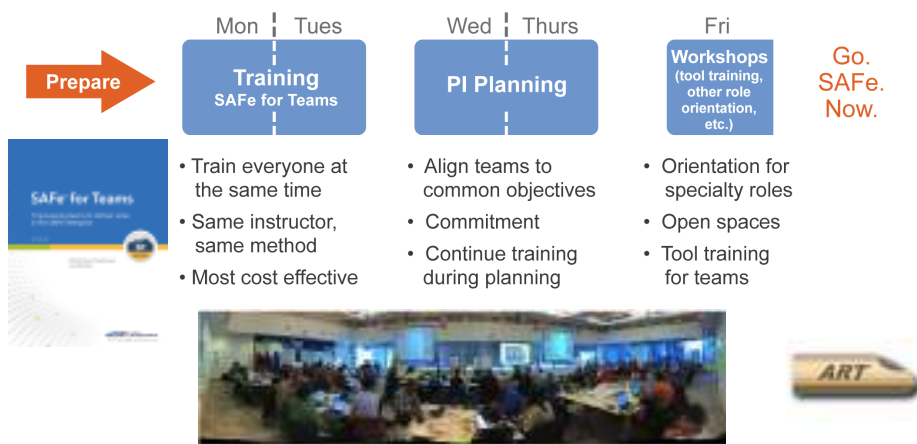 Mon Tues
Wed Thurs
Fri
Prepare
Training
SAFe for Teams
PI Planning
Workshops
(tool training,
other role
orientation,
etc.)
Go.
SAFe.
Now.
SAFe® for Teams
• Train everyone at
the same time
• Same instructor,
same method
• Most cost effective
• Align teams to
common objectives
• Commitment
• Continue training
during planning
• Orientation for
specialty roles
• Open spaces
• Tool training
for teams
ART